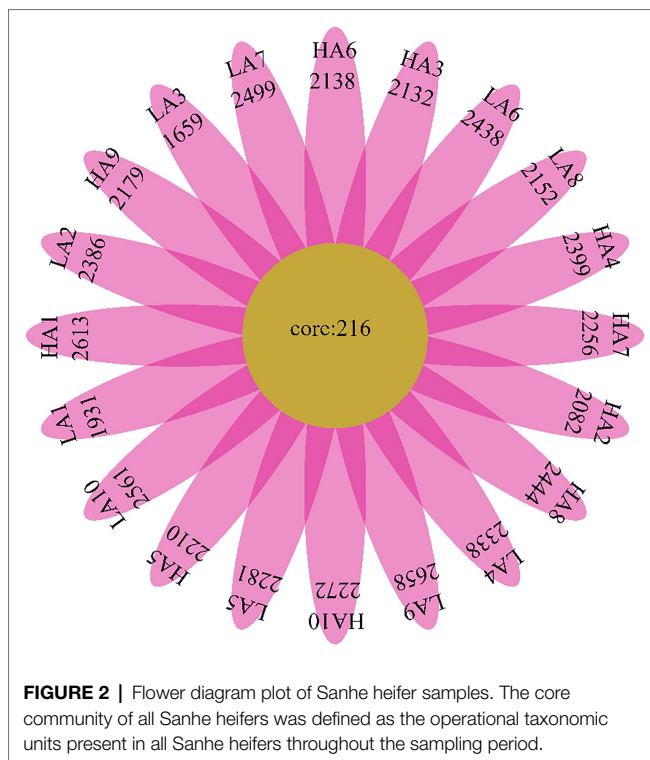 HA6
2138
HA3
2132
LA6
2438
LA8
2152
HA4
2399
HA7
2256
HA2
2082
HA8
2444
LA4
2338
LA9
2658
HA10
2272
LA5
2281
HA5
2210
LA10
2561
LA1
1931
HA1
2613
LA2
2386
HA9
2179
LA3
1659
LA7
2499
core:216
FIGURE 2 | Flower diagram plot of Sanhe heifer samples. The core
community of all Sanhe heifers was defined as the operational taxonomic
units present in all Sanhe heifers throughout the sampling period.